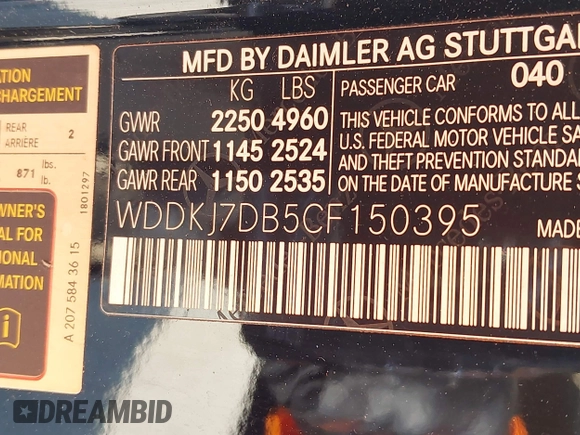 MFD BY DAIMLER AG STUTTGA
KG LBS
GVWR 2250 4960
GAWR FRONT 1145 2524
GAWR REAR 1150 2535
PASSENGER CAR 040
THIS VEHICLE CONFORMS TO ALL
U.S. FEDERAL MOTOR VEHICLE SA
AND THEFT PREVENTION STANDA
ON THE DATE OF MANUFACTURE
WDDKJ7DB5CF150395
MADE
ATION
CHARGEMENT
REAR
ARRIÈRE 2
lbs.
871
lb.
1801297
WNER'S
AL FOR
IONAL
MATION
A 207 584 36 15
DREAMBID